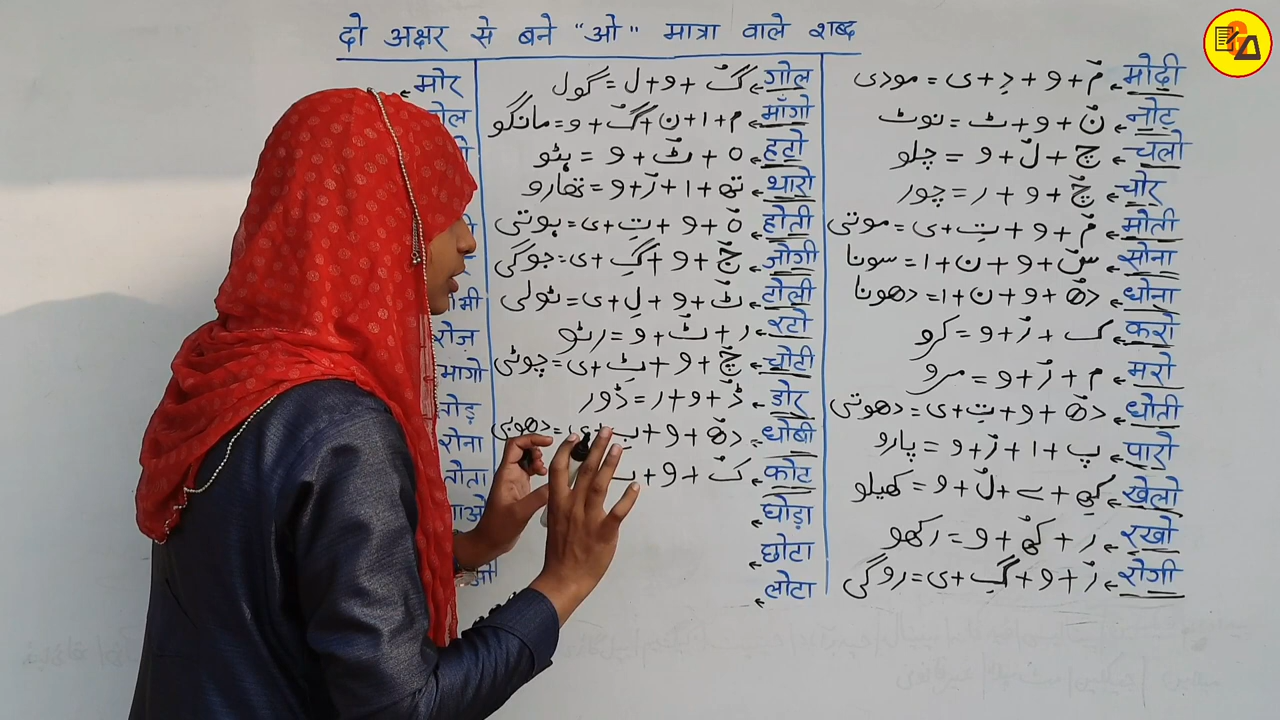 दो अक्षर से बने "ओ" मात्रा वाले शब्द
मोदी ← م + و + دِ + ی = مودی
नोट ← ن + و + ٹ = نوٹ
चलो ← چ + ل + و = چلو
चोर ← چ + و + ر = چور
मोती ← م + و + تِ + ی = موتی
सोना ← س + و + ن + ا = سونا
धोना ← دھ + و + ن + ا = دھونا
करो ← ک + ر + و = کرو
मरो ← م + ر + و = مرو
धोती ← دھ + و + تِ + ی = دھوتی
पारो ← پ + ا + ر + و = پارو
खेलो ← کھ + ے + ل + و = کھیلو
रखो ← ر + کھ + و = رکھو
रोगी ← ر + و + گِ + ی = روگی
गोल ← گ + و + ل = گول
माँगो ← م + ا + ن + گ + و = مانگو
हटो ← ہ + ٹ + و = ہٹو
थारो ← تھ + ا + ر + و = تھارو
होती ← ہ + و + تِ + ی = ہوتی
जोगी ← ج + و + گِ + ی = جوگی
टोली ← ٹ + و + لِ + ی = ٹولی
रटो ← ر + ٹ + و = رٹو
चोटी ← چ + و + ٹِ + ی = چوٹی
डोर ← ڈ + و + ر = ڈور
धोबी ← دھ + و + بِ + ی = دھوبی
कोट ← ک + و +
घोड़ा ←
छोटा ←
लोटा ←
मोर ←
रोज
भागो
रोना
तोता